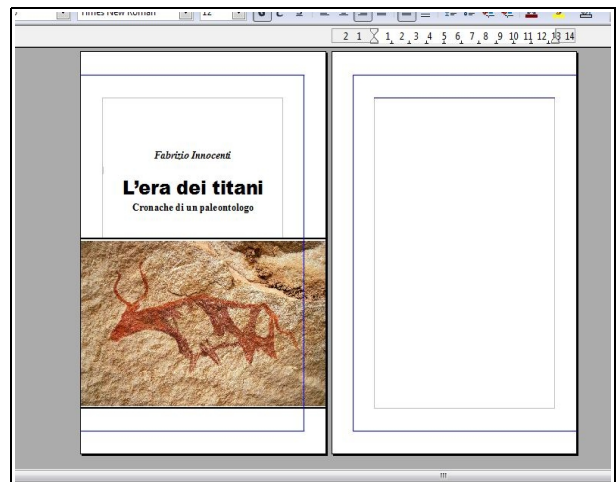 Times New Roman 12
2 1 1 2 3 4 5 6 7 8 9 10 11 12 13 14
Fabrizio Innocenti
L'era dei titani
Cronache di un paleontologo